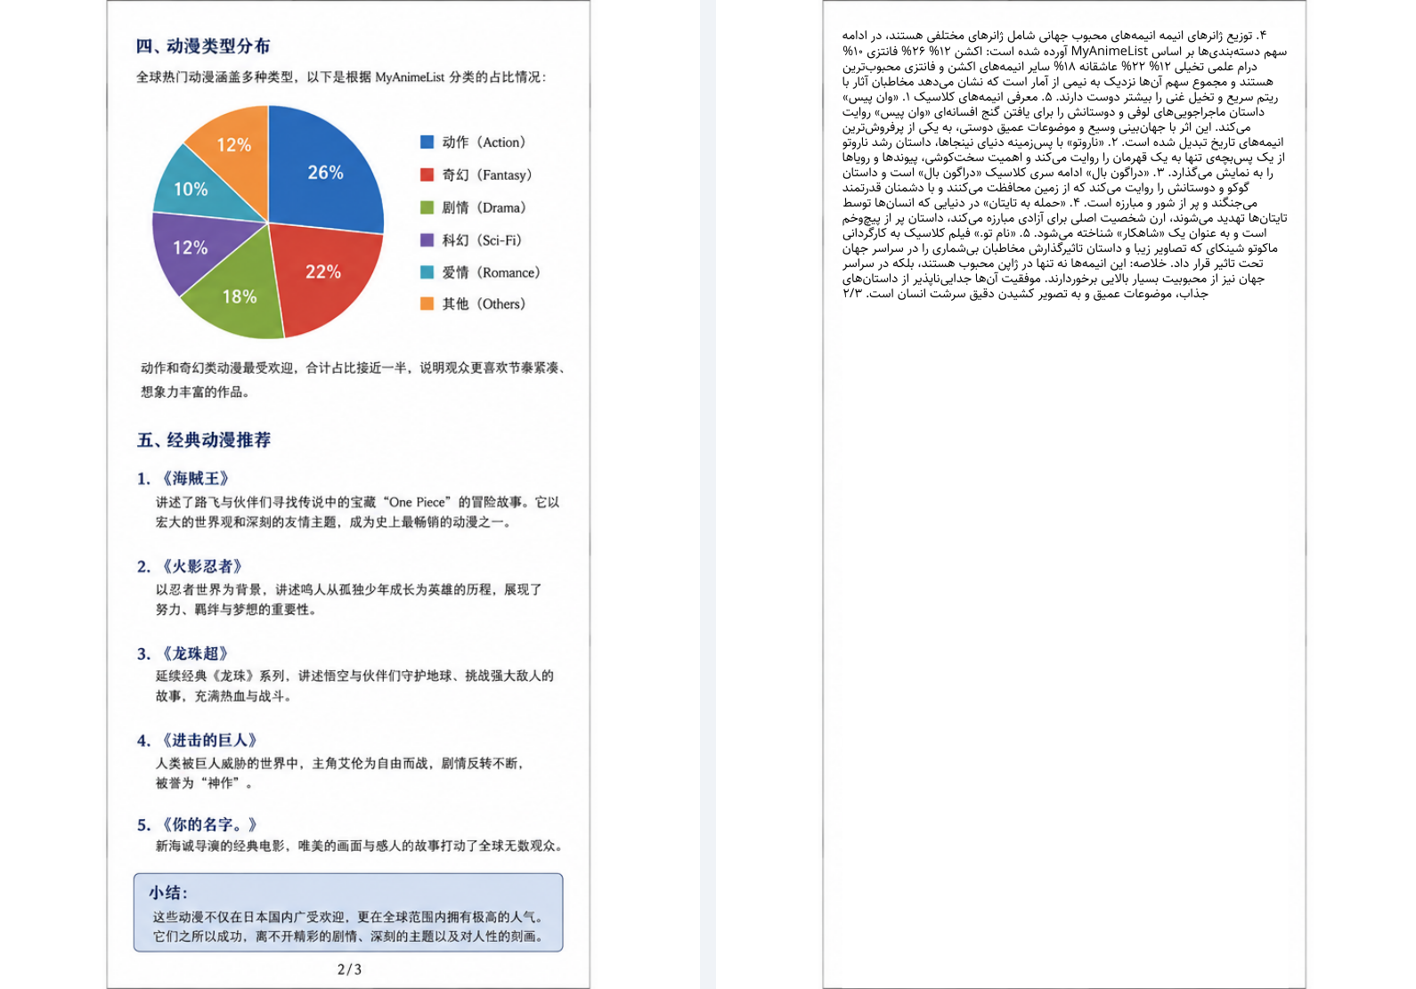 四、动漫类型分布
全球热门动漫涵盖多种类型，以下是根据 MyAnimeList 分类的占比情况：
12%
26%
10%
12%
22%
18%
动作（Action）
奇幻（Fantasy）
剧情（Drama）
科幻（Sci-Fi）
爱情（Romance）
其他（Others）
动作和奇幻类动漫最受欢迎，合计占比接近一半，说明观众更喜欢节奏紧凑、
想象力丰富的作品。
五、经典动漫推荐
1. 《海贼王》
讲述了路飞与伙伴们寻找传说中的宝藏“One Piece”的冒险故事。它以
宏大的世界观和深刻的友情主题，成为史上最畅销的动漫之一。
2. 《火影忍者》
以忍者世界为背景，讲述鸣人从孤独少年成长为英雄的历程，展现了
努力、羁绊与梦想的重要性。
3. 《龙珠超》
延续经典《龙珠》系列，讲述悟空与伙伴们守护地球、挑战强大敌人的
故事，充满热血与战斗。
4. 《进击的巨人》
人类被巨人威胁的世界中，主角艾伦为自由而战，剧情反转不断，
被誉为“神作”。
5. 《你的名字。》
新海诚导演的经典电影，唯美的画面与感人的故事打动了全球无数观众。
小结：
这些动漫不仅在日本国内广受欢迎，更在全球范围内拥有极高的人气。
它们之所以成功，离不开精彩的剧情、深刻的主题以及对人性的刻画。
2/3
۴. توزیع ژانرهای انیمه انیمه‌های محبوب جهانی شامل ژانرهای مختلفی هستند، در ادامه
سهم دسته‌بندی‌ها بر اساس MyAnimeList آورده شده است: اکشن ۱۲% ۲۶% فانتزی ۱۰%
درام علمی تخیلی ۱۲% ۲۲% عاشقانه ۱۸% سایر انیمه‌های اکشن و فانتزی محبوب‌ترین
هستند و مجموع سهم آن‌ها نزدیک به نیمی از آمار است که نشان می‌دهد مخاطبان آثار با
ریتم سریع و تخیل غنی را بیشتر دوست دارند. ۵. معرفی انیمه‌های کلاسیک ۱. «وان پیس»
داستان ماجراجویی‌های لوفی و دوستانش را برای یافتن گنج افسانه‌ای «وان پیس» روایت
می‌کند. این اثر با جهان‌بینی وسیع و موضوعات عمیق دوستی، به یکی از پرفروش‌ترین
انیمه‌های تاریخ تبدیل شده است. ۲. «ناروتو» با پس‌زمینه دنیای نینجاها، داستان رشد ناروتو
از یک پسربچه‌ی تنها به یک قهرمان را روایت می‌کند و اهمیت سخت‌کوشی، پیوندها و رویاها
را به نمایش می‌گذارد. ۳. «دراگون بال» ادامه سری کلاسیک «دراگون بال» است و داستان
گوکو و دوستانش را روایت می‌کند که از زمین محافظت می‌کنند و با دشمنان قدرتمند
می‌جنگند و پر از شور و مبارزه است. ۴. «حمله به تایتان» در دنیایی که انسان‌ها توسط
تایتان‌ها تهدید می‌شوند، ارن شخصیت اصلی برای آزادی مبارزه می‌کند، داستان پر از پیچ‌وخم
است و به عنوان یک «شاهکار» شناخته می‌شود. ۵. «نام تو.» فیلم کلاسیک به کارگردانی
ماکوتو شینکای که تصاویر زیبا و داستان تاثیرگذارش مخاطبان بی‌شماری را در سراسر جهان
تحت تاثیر قرار داد. خلاصه: این انیمه‌ها نه تنها در ژاپن محبوب هستند، بلکه در سراسر
جهان نیز از محبوبیت بسیار بالایی برخوردارند. موفقیت آن‌ها جدایی‌ناپذیر از داستان‌های
جذاب، موضوعات عمیق و به تصویر کشیدن دقیق سرشت انسان است. ۲/۳